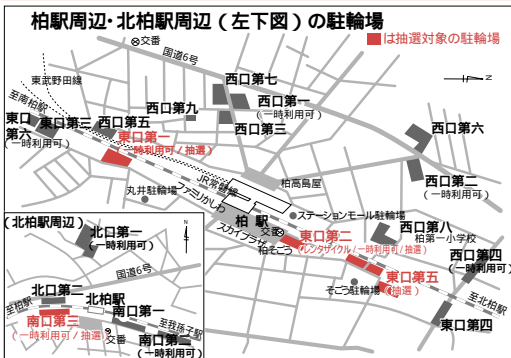 柏駅周辺・北柏駅周辺（左下図）の駐輪場
は抽選対象の駐輪場
交番
国道6号
東武野田線
至南柏駅
西口第七
西口第一
（一時利用可）
西口第九
西口第三
西口第五
東口第三
東口
第六
（一時利用可）
東口第一
（一時利用可/抽選）
西口第六
西口第二
（一時利用可）
JR常磐線
ファミリかしわ
丸井駐輪場
柏高島屋
柏 駅
スカイプラザ
交番
柏そごう
ステーションモール駐輪場
東口第二
（レンタサイクル/一時利用可/抽選）
西口第八
柏第一小学校
西口第四
（一時利用可）
東口第五
（抽選）
そごう駐輪場
至北柏駅
東口第四
（北柏駅周辺）
N
北口第一
（一時利用可）
国道6号
北口第二
至柏駅
北柏駅
南口第三
（一時利用可/抽選）
南口第一
至我孫子駅
交番
南口第二
（一時利用可）